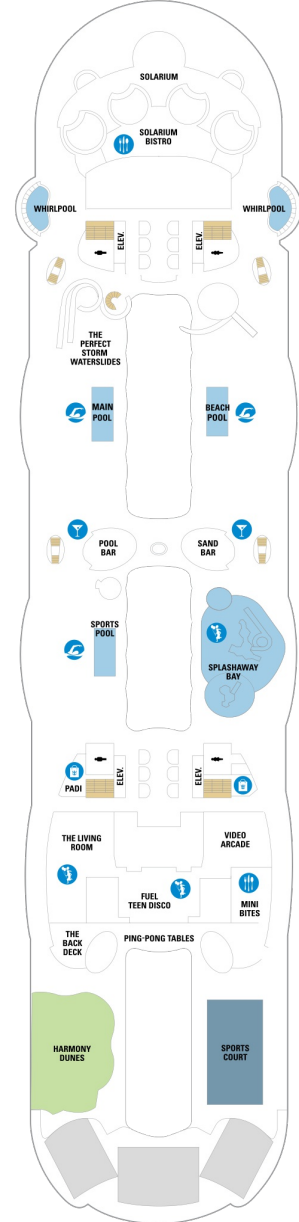 SOLARIUM
SOLARIUM
BISTRO
WHIRLPOOL
WHIRLPOOL
ELEV.
ELEV.
THE
PERFECT
STORM
WATERSLIDES
MAIN
POOL
BEACH
POOL
POOL
BAR
SAND
BAR
SPORTS
POOL
SPLASHAWAY
BAY
PADI
ELEV.
ELEV.
THE LIVING
ROOM
VIDEO
ARCADE
FUEL
TEEN DISCO
MINI
BITES
THE
BACK
DECK
PING-PONG TABLES
HARMONY
DUNES
SPORTS
COURT